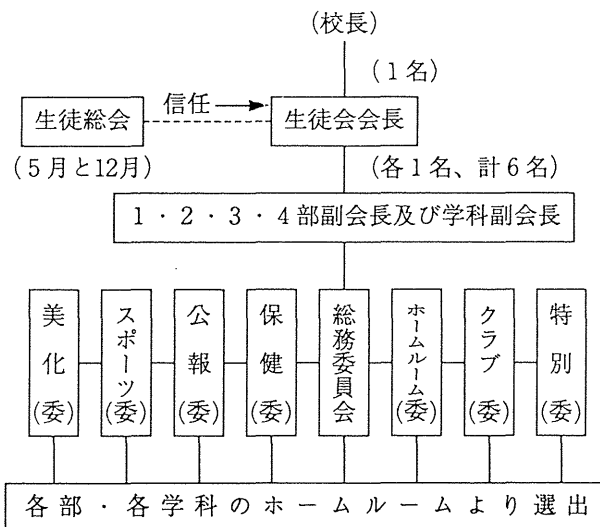 (校長)
(1名)
信任
生徒総会
生徒会会長
(5月と12月)
(各1名、計6名)
1・2・3・4部副会長及び学科副会長
美化(委)
スポーツ(委)
公報(委)
保健(委)
総務委員会
ホームルーム(委)
クラブ(委)
特別(委)
各部・各学科のホームルームより選出